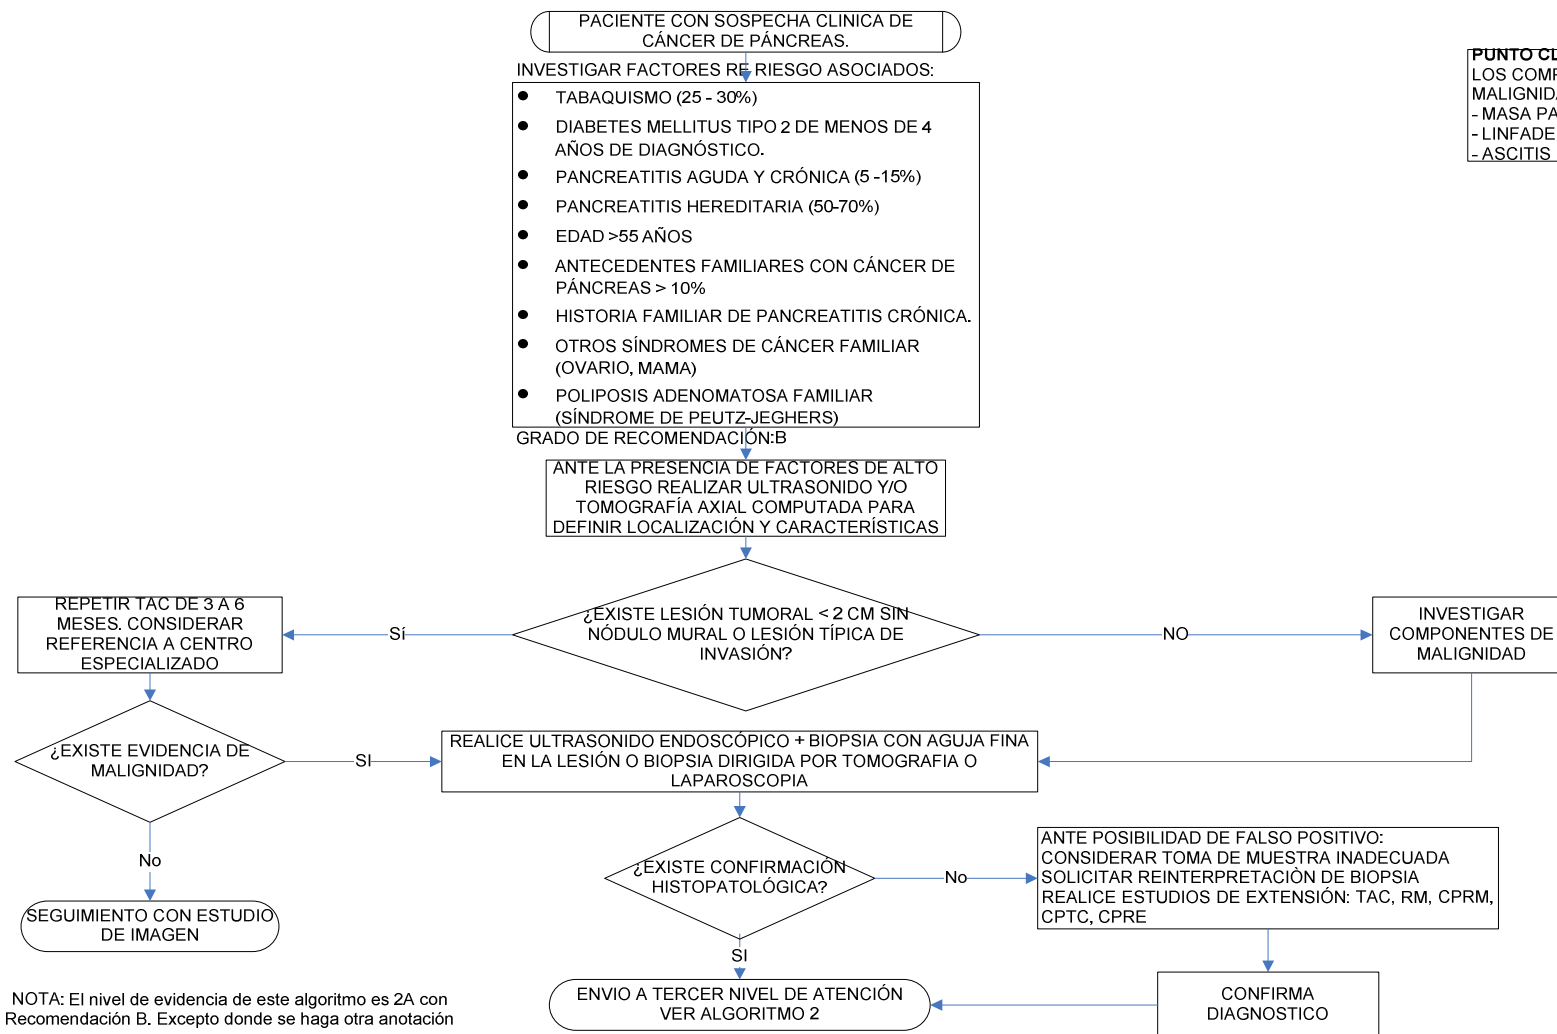 PACIENTE CON SOSPECHA CLINICA DE
CÁNCER DE PÁNCREAS.
INVESTIGAR FACTORES RE RIESGO ASOCIADOS:
● TABAQUISMO (25 - 30%)
● DIABETES MELLITUS TIPO 2 DE MENOS DE 4
AÑOS DE DIAGNÓSTICO.
● PANCREATITIS AGUDA Y CRÓNICA (5 -15%)
● PANCREATITIS HEREDITARIA (50-70%)
● EDAD >55 AÑOS
● ANTECEDENTES FAMILIARES CON CÁNCER DE
PÁNCREAS > 10%
● HISTORIA FAMILIAR DE PANCREATITIS CRÓNICA.
● OTROS SÍNDROMES DE CÁNCER FAMILIAR
(OVARIO, MAMA)
● POLIPOSIS ADENOMATOSA FAMILIAR
(SÍNDROME DE PEUTZ-JEGHERS)
GRADO DE RECOMENDACIÓN:B
PUNTO
LOS
- MASA
- ASCITIS
ANTE LA PRESENCIA DE FACTORES DE ALTO
RIESGO REALIZAR ULTRASONIDO Y/O
TOMOGRAFÍA AXIAL COMPUTADA PARA
DEFINIR LOCALIZACIÓN Y CARACTERÍSTICAS
¿EXISTE LESIÓN TUMORAL < 2 CM SIN
NÓDULO MURAL O LESIÓN TÍPICA DE
INVASIÓN?
Sí
NO
REPETIR TAC DE 3 A 6
MESES. CONSIDERAR
REFERENCIA A CENTRO
ESPECIALIZADO
INVESTIGAR
COMPONENTES DE
MALIGNIDAD
¿EXISTE EVIDENCIA DE
MALIGNIDAD?
SI
REALICE ULTRASONIDO ENDOSCÓPICO + BIOPSIA CON AGUJA FINA
EN LA LESIÓN O BIOPSIA DIRIGIDA POR TOMOGRAFIA O
LAPAROSCOPIA
No
SEGUIMIENTO CON ESTUDIO
DE IMAGEN
¿EXISTE CONFIRMACIÓN
HISTOPATOLÓGICA?
No
ANTE POSIBILIDAD DE FALSO POSITIVO:
CONSIDERAR TOMA DE MUESTRA INADECUADA
SOLICITAR REINTERPRETACIÒN DE BIOPSIA
REALICE ESTUDIOS DE EXTENSIÓN: TAC, RM, CPRM,
CPTC, CPRE
SI
ENVIO A TERCER NIVEL DE ATENCIÓN
VER ALGORITMO 2
CONFIRMA
DIAGNOSTICO
NOTA: El nivel de evidencia de este algoritmo es 2A con
Recomendación B. Excepto donde se haga otra anotación